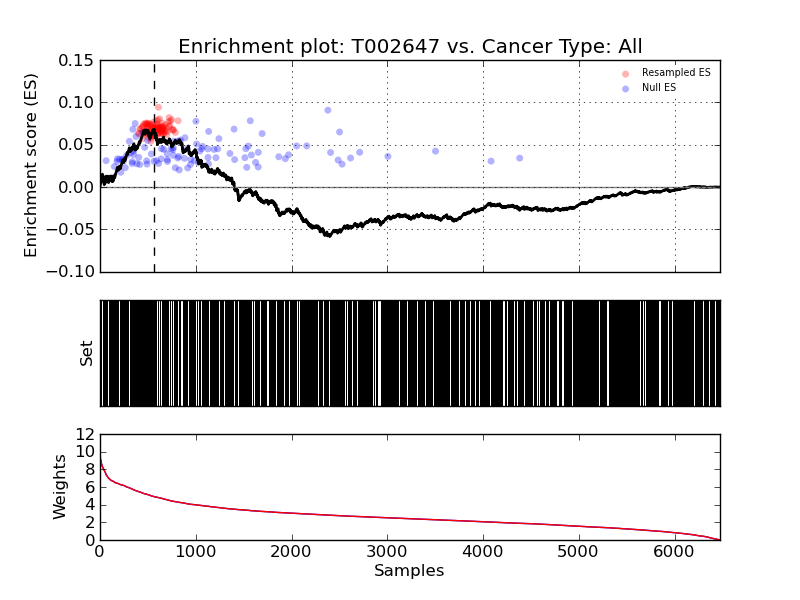 Enrichment plot: T002647 vs. Cancer Type: All
0.15
0.10
0.05
0.00
−0.05
−0.10
Enrichment score (ES)
Resampled ES
Null ES
Set
12
10
8
6
4
2
0
Weights
0 1000 2000 3000 4000 5000 6000
Samples